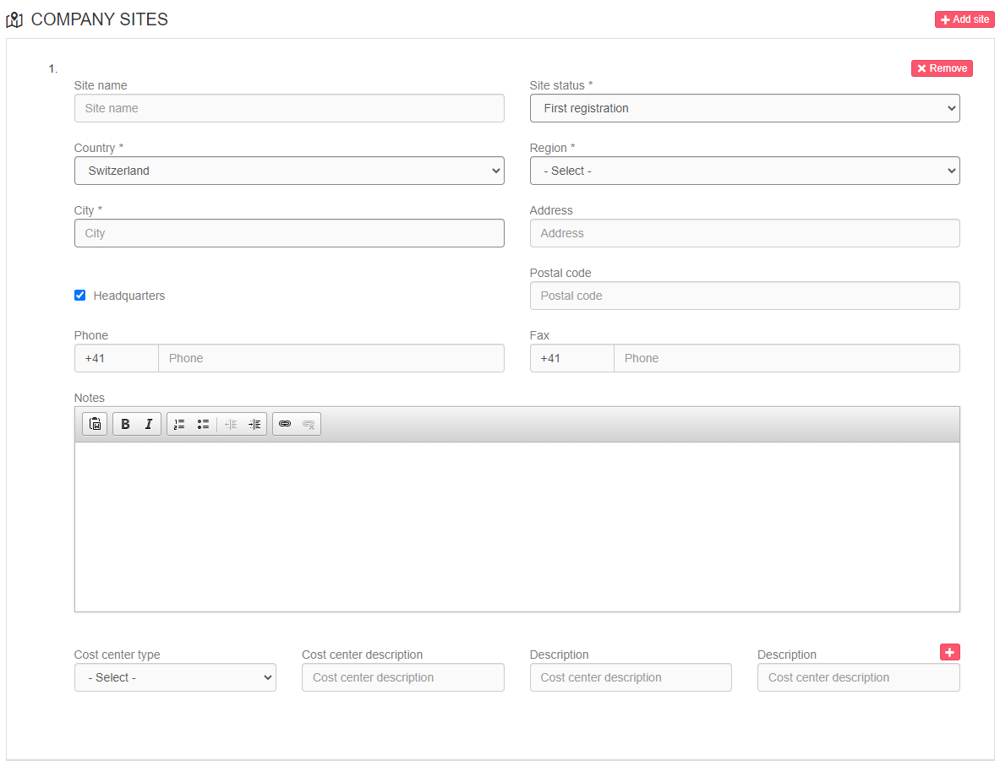 COMPANY SITES
Add site
1.
Remove
Site name
Site status *
Site name
First registration
Country *
Region *
Switzerland
- Select -
City *
Address
City
Address
Postal code
Headquarters
Postal code
Phone
Fax
+41
Phone
+41
Phone
Notes
B I
Cost center type
Cost center description
Description
Description
- Select -
Cost center description
Cost center description
Cost center description